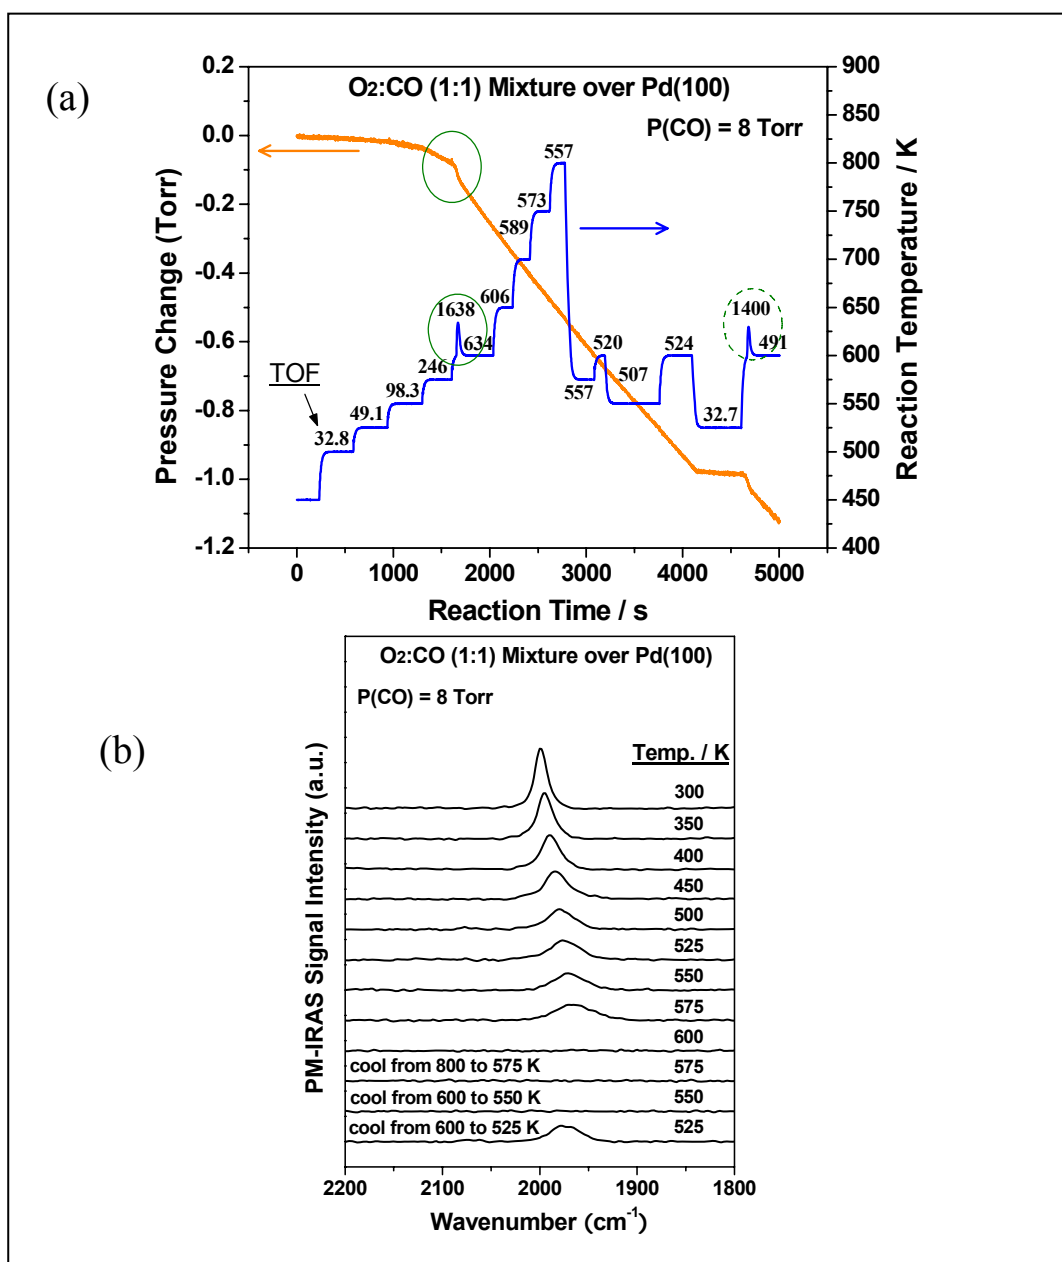 (a)
O2:CO (1:1) Mixture over Pd(100)
P(CO) = 8 Torr
Pressure Change (Torr)
0.2
0.0
-0.2
-0.4
-0.6
-0.8
-1.0
-1.2
Reaction Temperature / K
900
850
800
750
700
650
600
550
500
450
400
TOF
32.8
49.1
98.3
246
1638
634
606
589
573
557
557
520
507
524
32.7
1400
491
0 1000 2000 3000 4000 5000
Reaction Time / s
(b)
O2:CO (1:1) Mixture over Pd(100)
P(CO) = 8 Torr
PM-IRAS Signal Intensity (a.u.)
Temp. / K
300
350
400
450
500
525
550
575
600
cool from 800 to 575 K 575
cool from 600 to 550 K 550
cool from 600 to 525 K 525
2200 2100 2000 1900 1800
Wavenumber (cm-1)